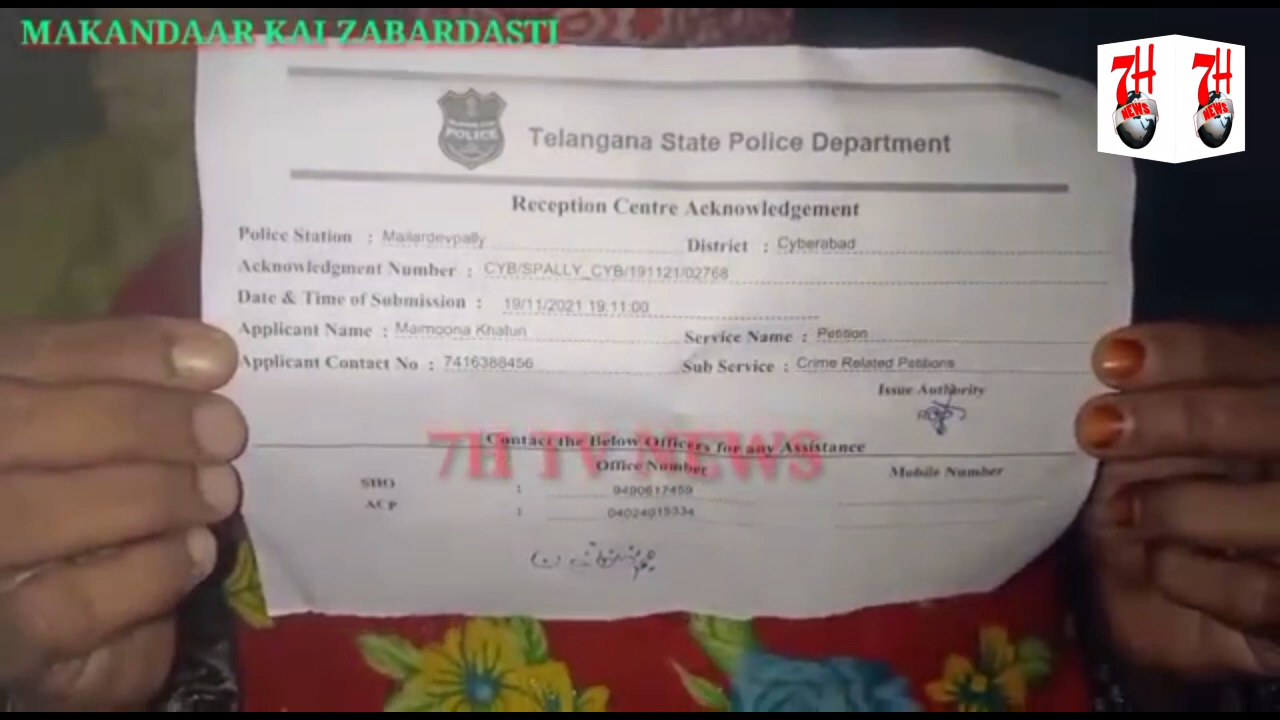 MAKANDAAR KAI ZABARDASTI
7H NEWS 7H NEWS
POLICE
Telangana State Police Department
Reception Centre Acknowledgement
Police Station : Mailardevpally District : Cyberabad
Acknowledgment Number : CYB/SPALLY_CYB/191121/02768
Date & Time of Submission : 19/11/2021 19:11:00
Applicant Name : Maimoona Khatun Service Name : Petition
Applicant Contact No : 7416388456 Sub Service : Crime Related Petitions
Issue Authority
7H TV NEWS
Contact the Below Officers for any Assistance
Office Number Mobile Number
SHO : 9490617459
ACP : 04024015334